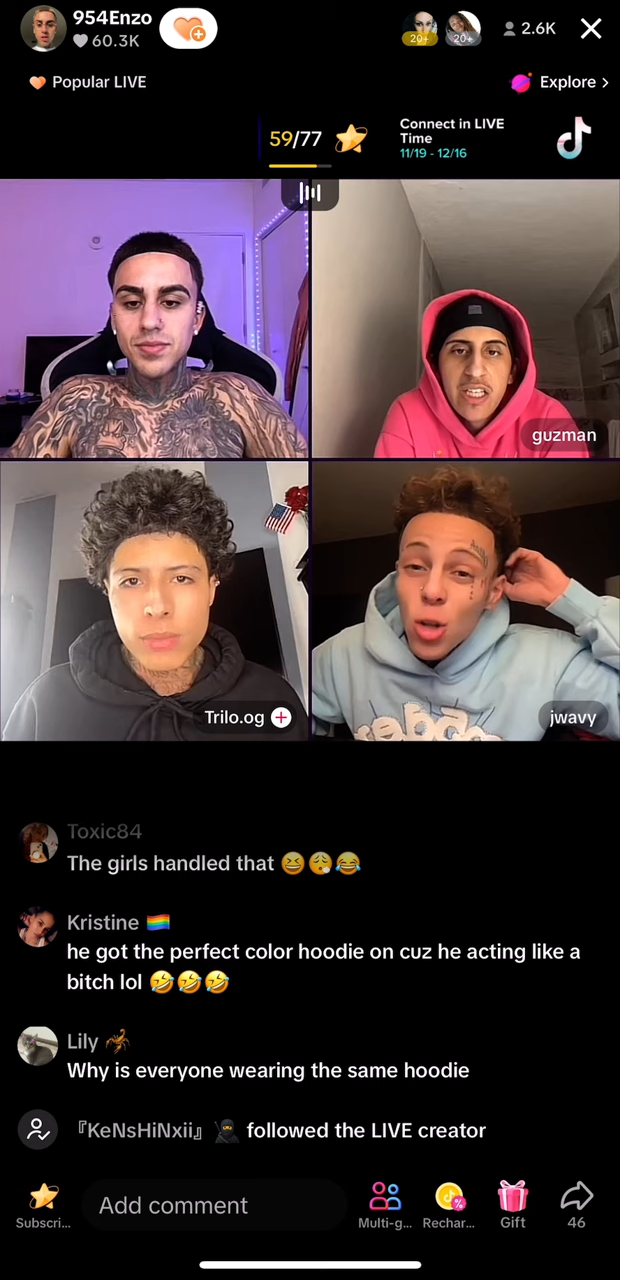 954Enzo
60.3K
20+
20+
2.6K
Popular LIVE
Explore >
59/77
Connect in LIVE
Time
11/19 - 12/16
guzman
Trilo.og
jwavy
Toxic84
The girls handled that 😆😮‍💨😂
Kristine 🏳️‍🌈
he got the perfect color hoodie on cuz he acting like a
bitch lol 🤣🤣🤣
Lily 🦂
Why is everyone wearing the same hoodie
『KeNsHiNxii』 🥷 followed the LIVE creator
Add comment
Subscri...
Multi-g...
Rechar...
Gift
46